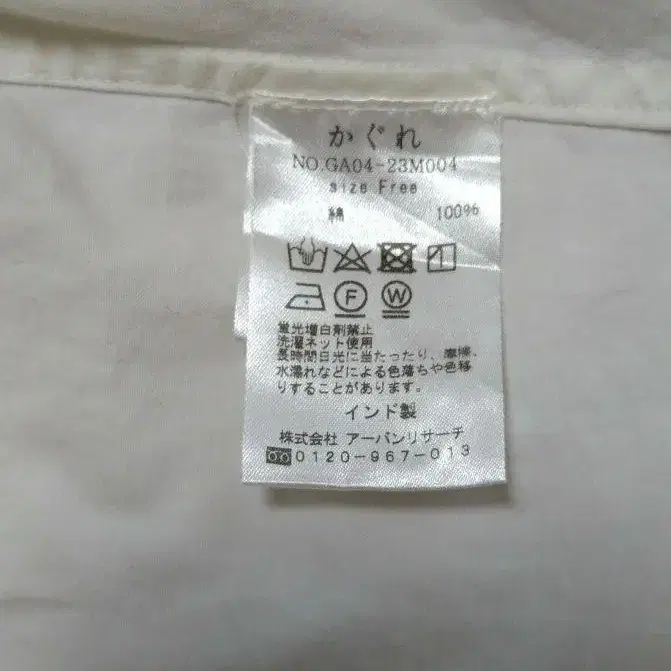 かぐれ
NO.GA04-23M004
size Free
綿 100%
F W
蛍光増白剤禁止
洗濯ネット使用
長時間日光に当たったり、摩擦、
水濡れなどによる色落ちや色移
りすることがあります。
インド製
株式会社 アーバンリサーチ
0120-967-013